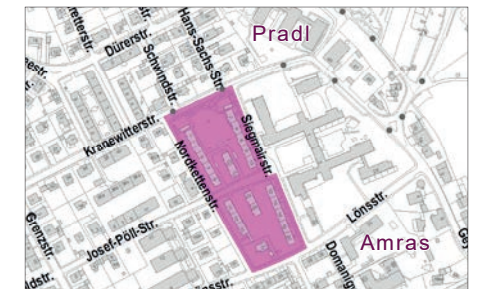 Dürerstr.
Schwindstr.
Hans-Sachs-Str.
Pradl
Kranewitterstr.
Siegmairstr.
Nordkettenstr.
Lönsstr.
Grenzstr.
Josef-Pöll-Str.
Amras